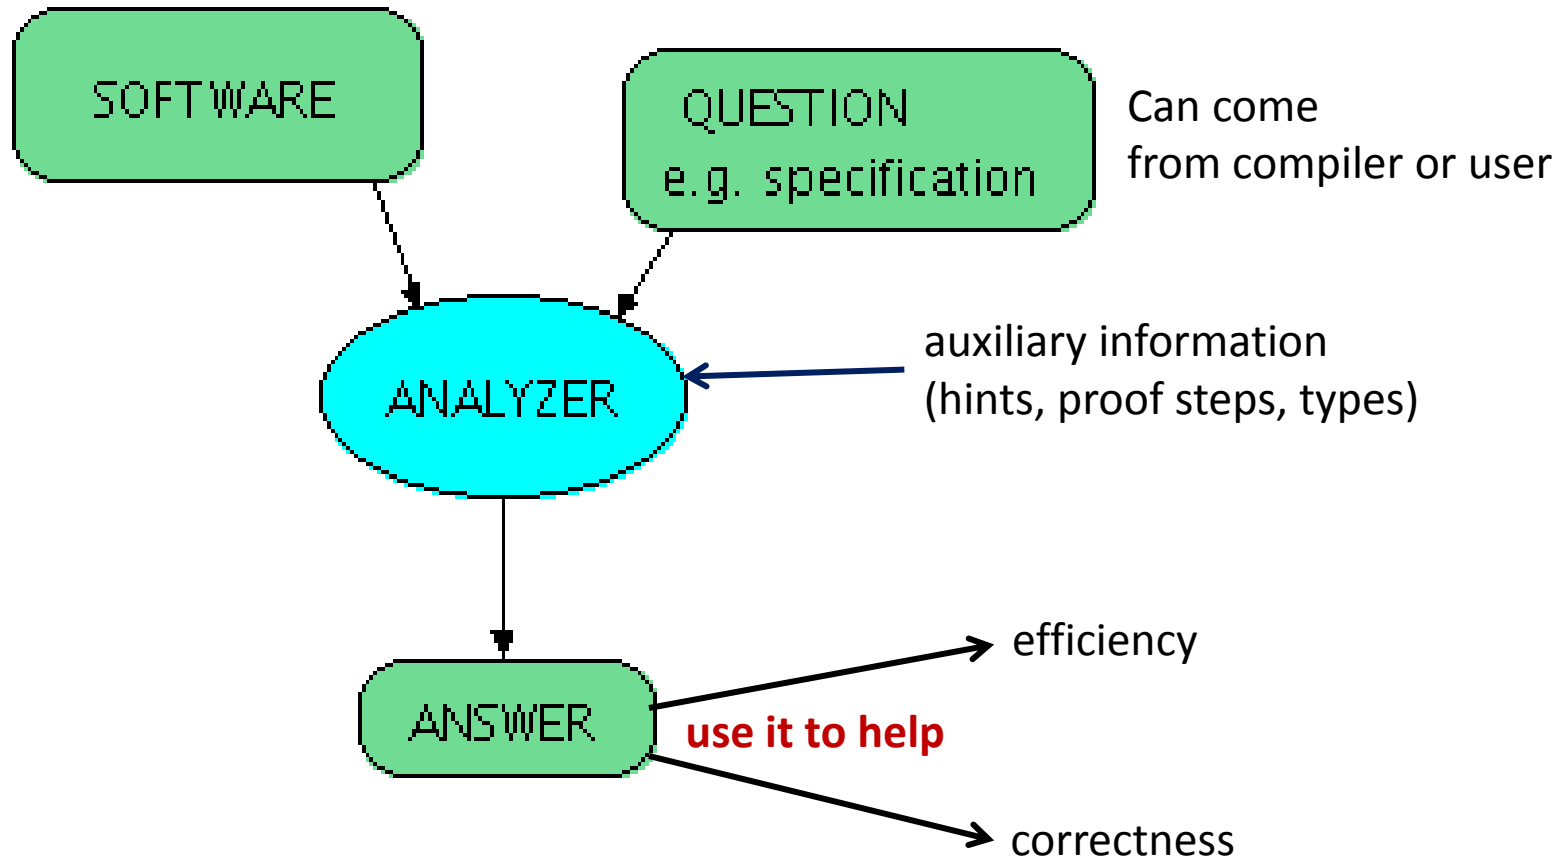 SOFTWARE
QUESTION
e.g. specification
Can come
from compiler or user
auxiliary information
(hints, proof steps, types)
ANALYZER
efficiency
ANSWER
use it to help
correctness